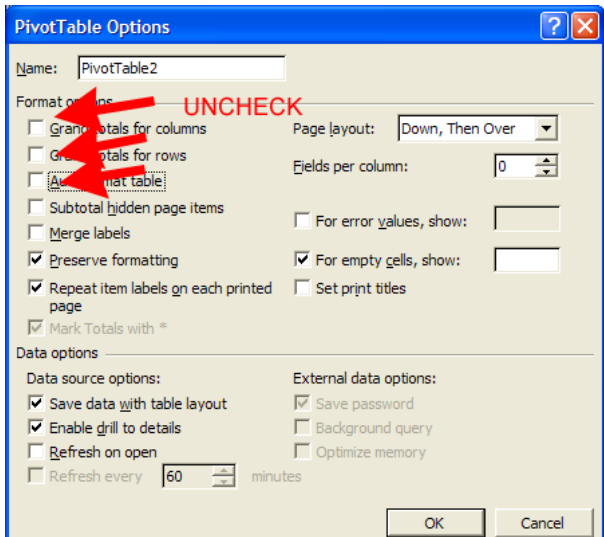 PivotTable Options
Name: PivotTable2
Format options
UNCHECK
Grand totals for columns
Page layout: Down, Then Over
Grand totals for rows
Fields per column: 0
AutoFormat table
Subtotal hidden page items
For error values, show:
Merge labels
Preserve formatting
For empty cells, show:
Repeat item labels on each printed
page
Set print titles
Mark Totals with *
Data options
Data source options:
External data options:
Save data with table layout
Save password
Enable drill to details
Background query
Refresh on open
Optimize memory
Refresh every 60 minutes
OK
Cancel